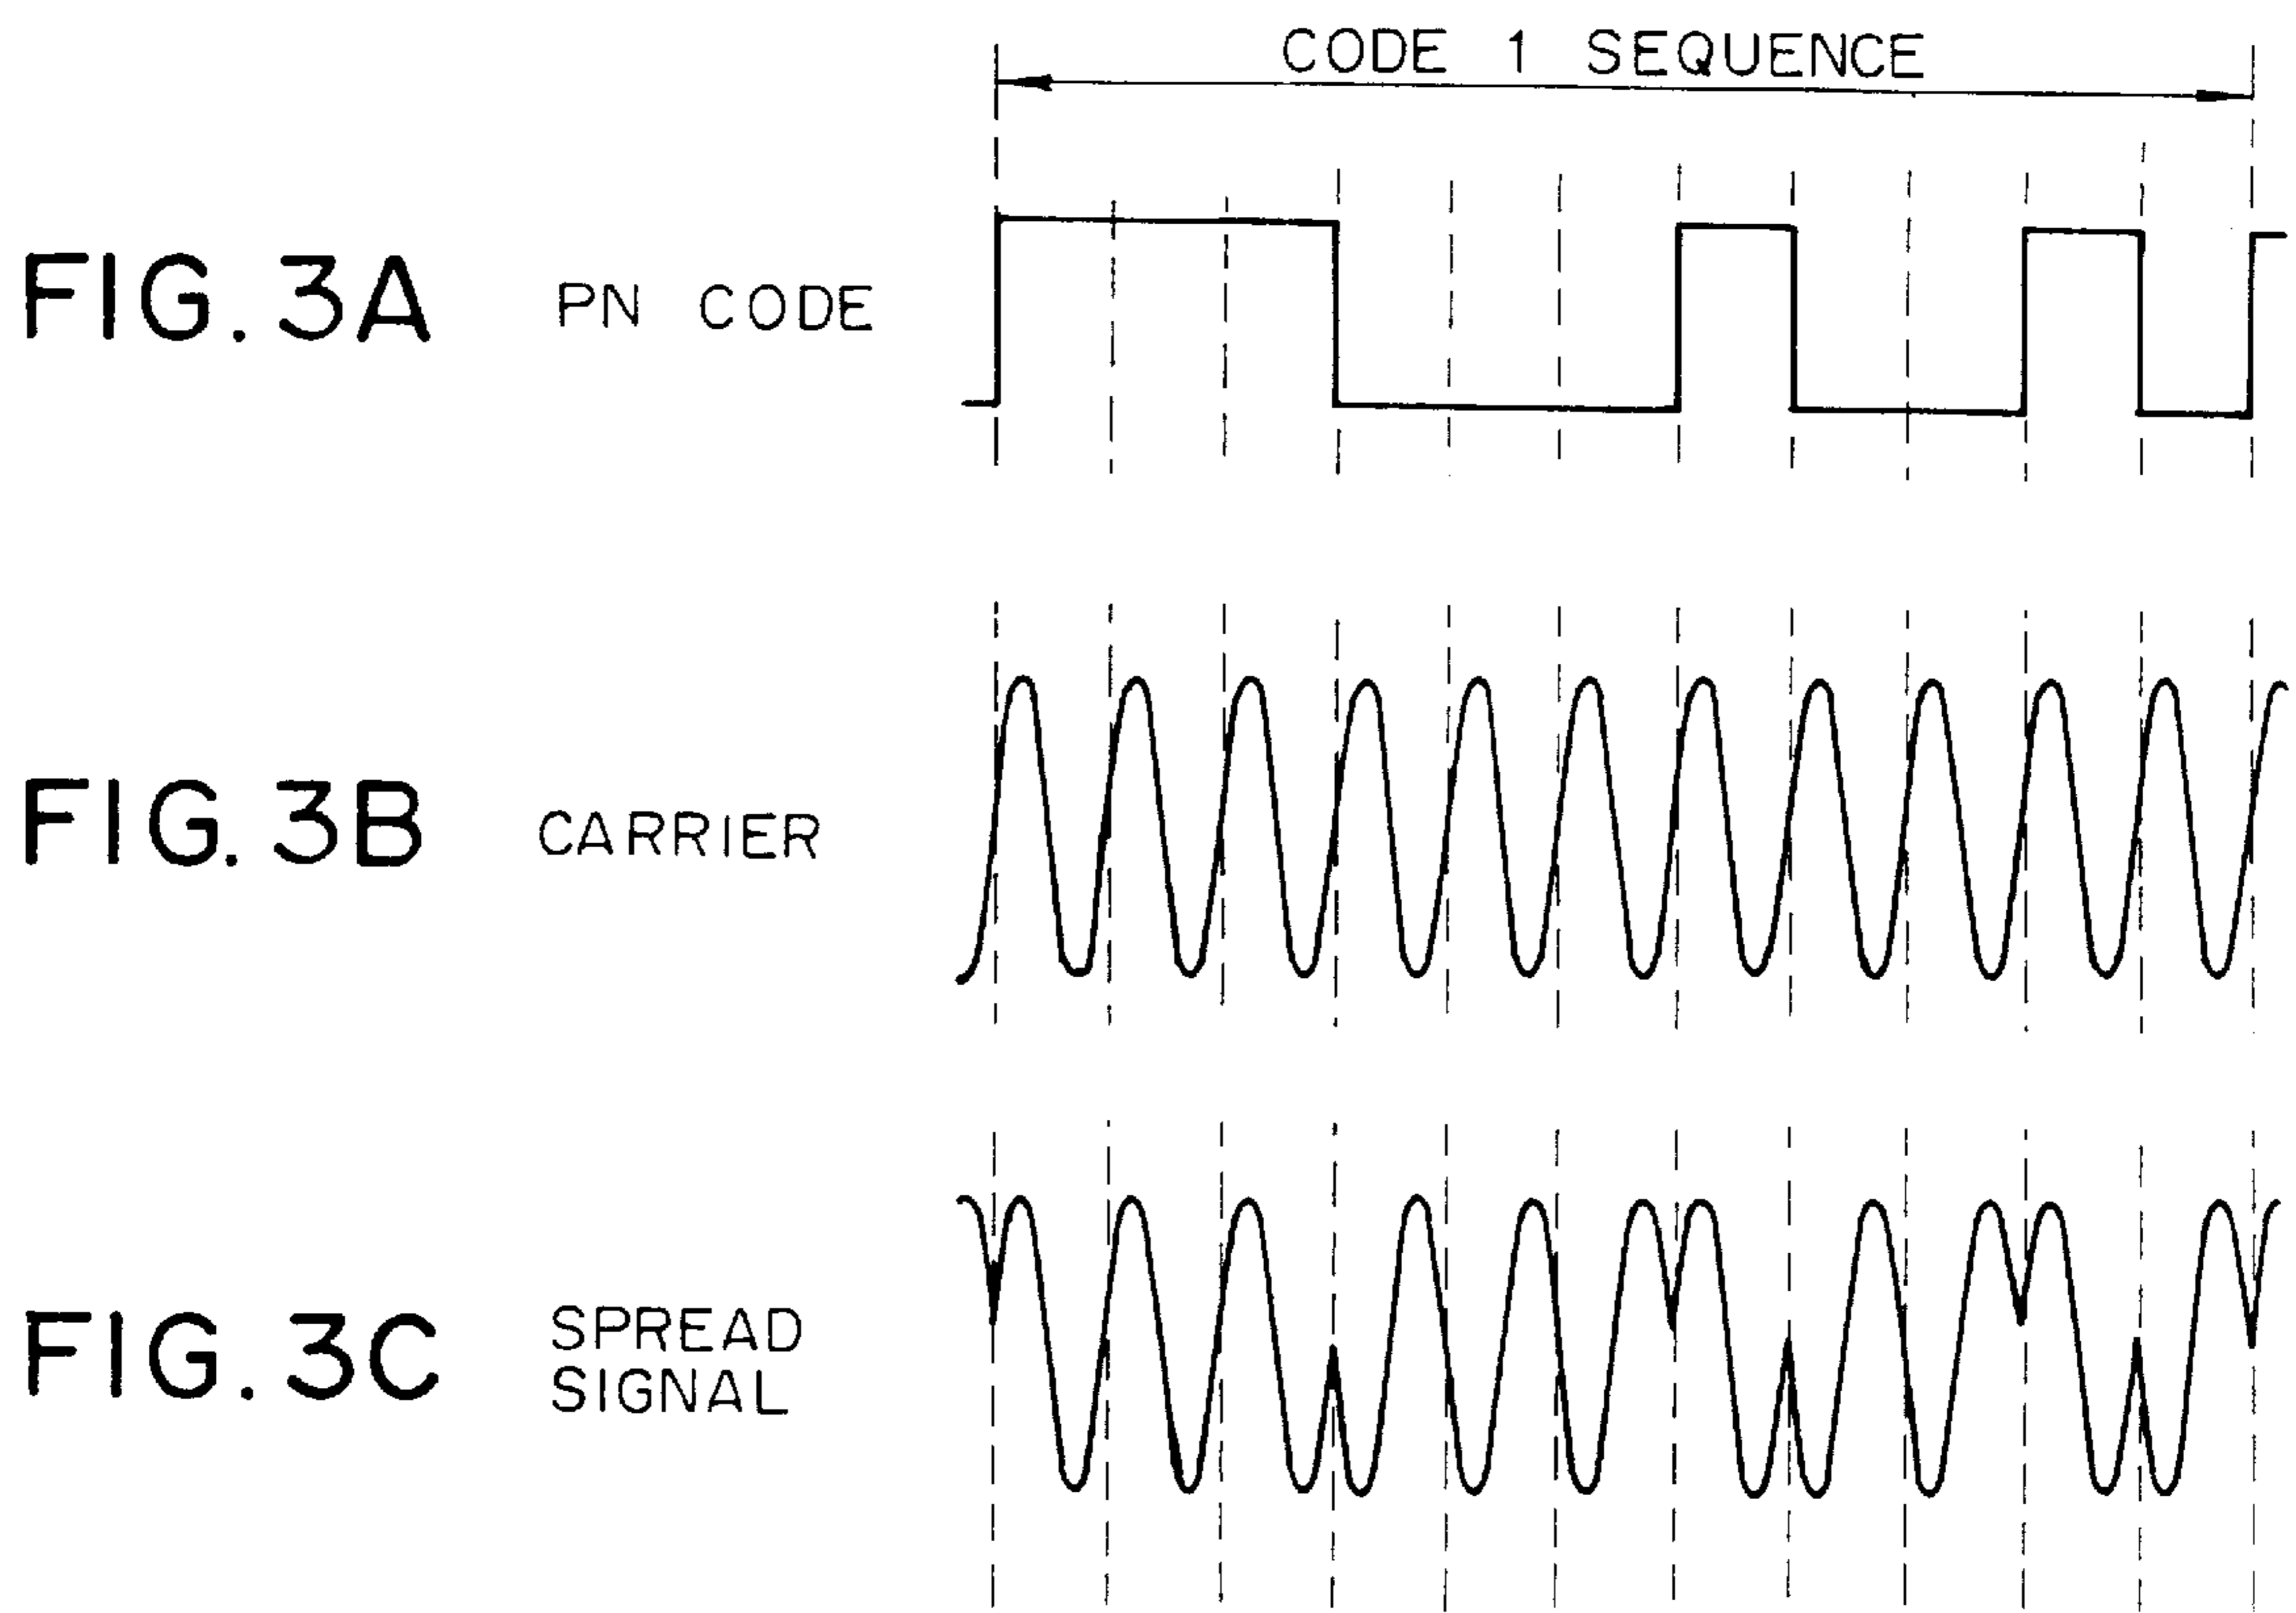 CODE 1 SEQUENCE
FIG. 3A PN CODE
FIG. 3B CARRIER
FIG. 3C SPREAD
SIGNAL